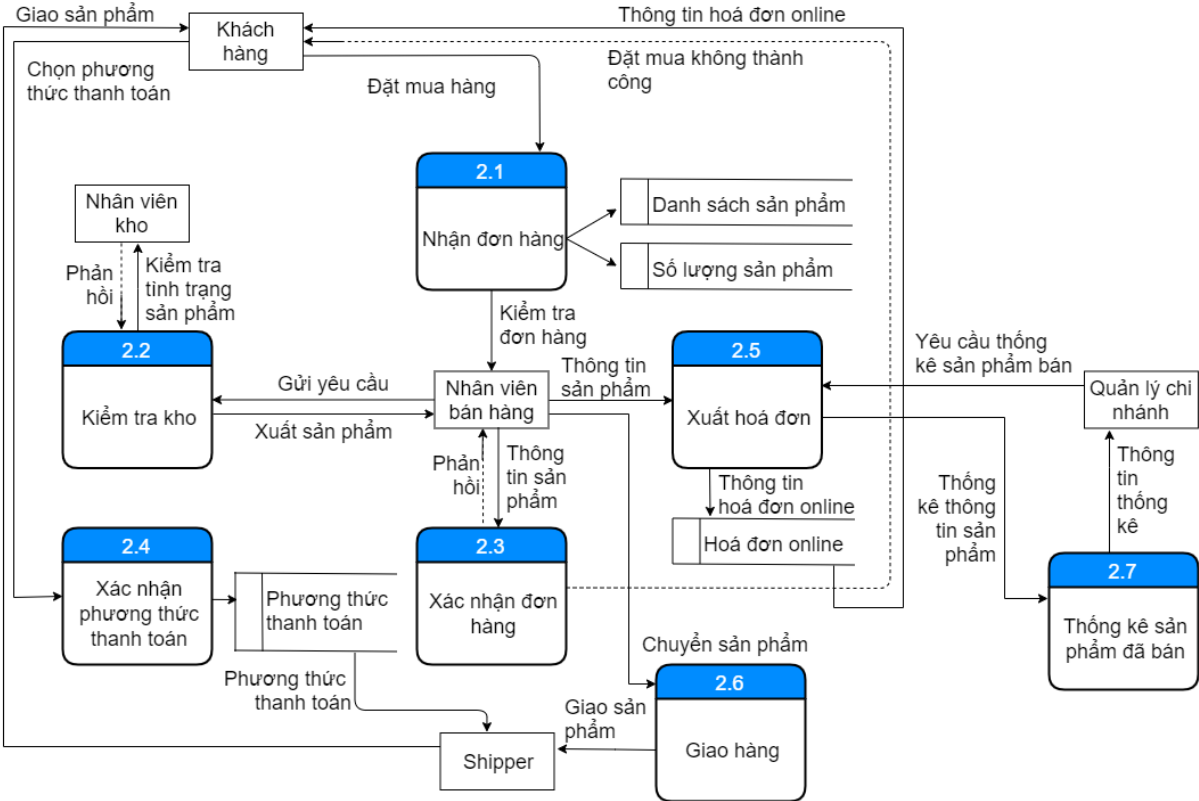 Giao sản phẩm
Thông tin hoá đơn online
Khách
hàng
Đặt mua không thành
công
Chọn phương
thức thanh toán
Đặt mua hàng
2.1
Nhận đơn hàng
Danh sách sản phẩm
Số lượng sản phẩm
Nhân viên
kho
Phản
hồi
Kiểm tra
tình trạng
sản phẩm
Kiểm tra
đơn hàng
2.2
Kiểm tra kho
Gửi yêu cầu
Xuất sản phẩm
Nhân viên
bán hàng
Thông tin
sản phẩm
2.5
Xuất hoá đơn
Yêu cầu thống
kê sản phẩm bán
Quản lý chi
nhánh
Phản
hồi
Thông
tin sản
phẩm
Thông tin
hoá đơn online
Hoá đơn online
Thống
kê thông
tin sản
phẩm
Thông
tin
thống
kê
2.4
Xác nhận
phương thức
thanh toán
Phương thức
thanh toán
2.3
Xác nhận đơn
hàng
2.7
Thống kê sản
phẩm đã bán
Chuyển sản phẩm
2.6
Giao hàng
Phương thức
thanh toán
Giao sản
phẩm
Shipper